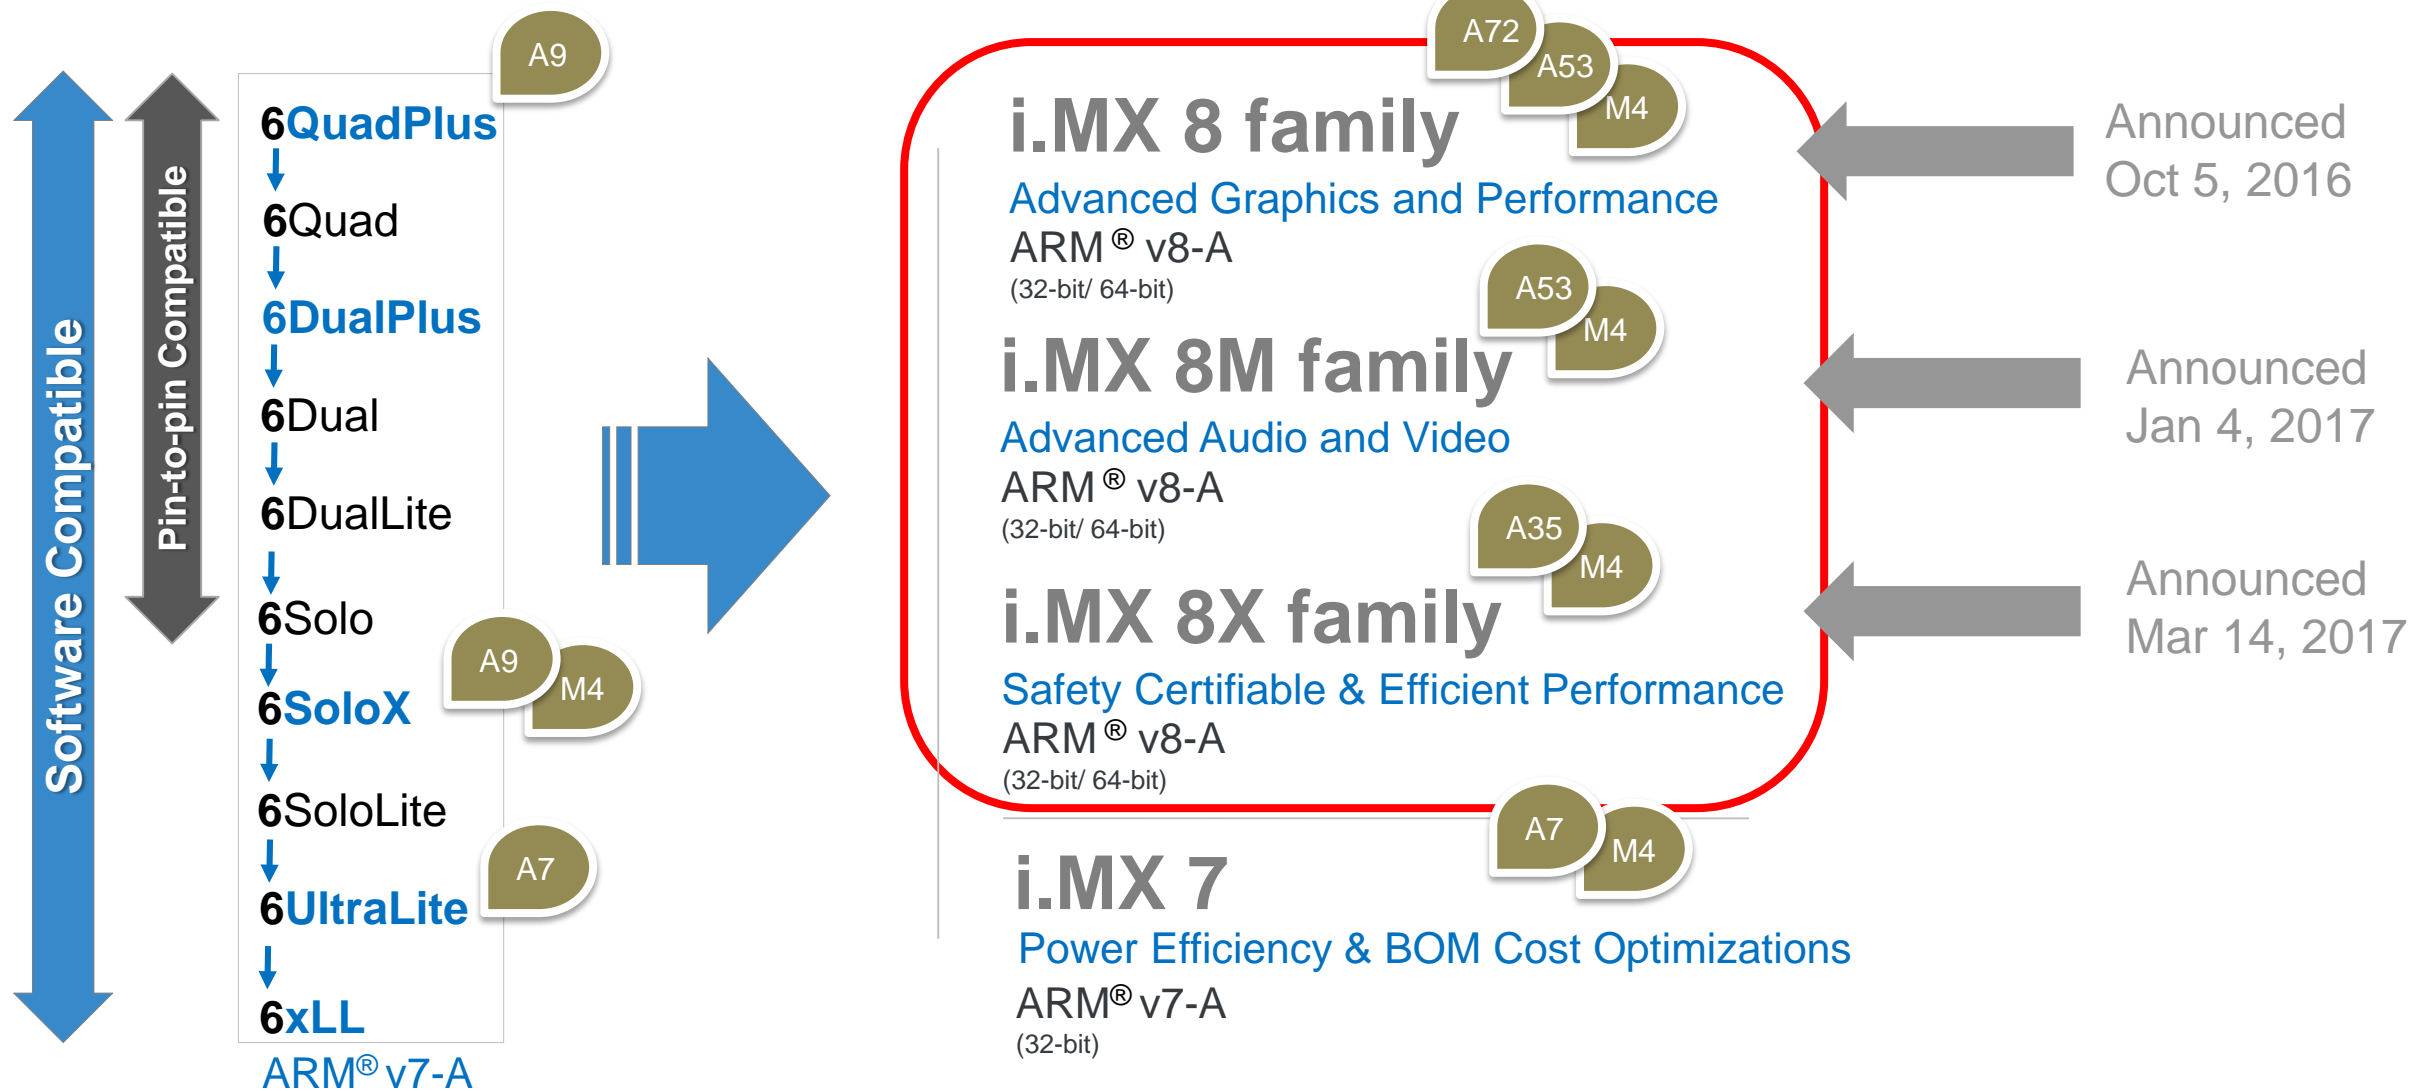 Software Compatible
Pin-to-pin Compatible
A9
6QuadPlus
6Quad
6DualPlus
6Dual
6DualLite
6Solo
A9
M4
6SoloX
6SoloLite
A7
6UltraLite
6xLL
ARM® v7-A
A72
A53
M4
i.MX 8 family
Advanced Graphics and Performance
ARM ® v8-A
(32-bit/ 64-bit)
A53
M4
i.MX 8M family
Advanced Audio and Video
ARM ® v8-A
(32-bit/ 64-bit)
A35
M4
i.MX 8X family
Safety Certifiable & Efficient Performance
ARM ® v8-A
(32-bit/ 64-bit)
A7
M4
i.MX 7
Power Efficiency & BOM Cost Optimizations
ARM® v7-A
(32-bit)
Announced
Oct 5, 2016
Announced
Jan 4, 2017
Announced
Mar 14, 2017